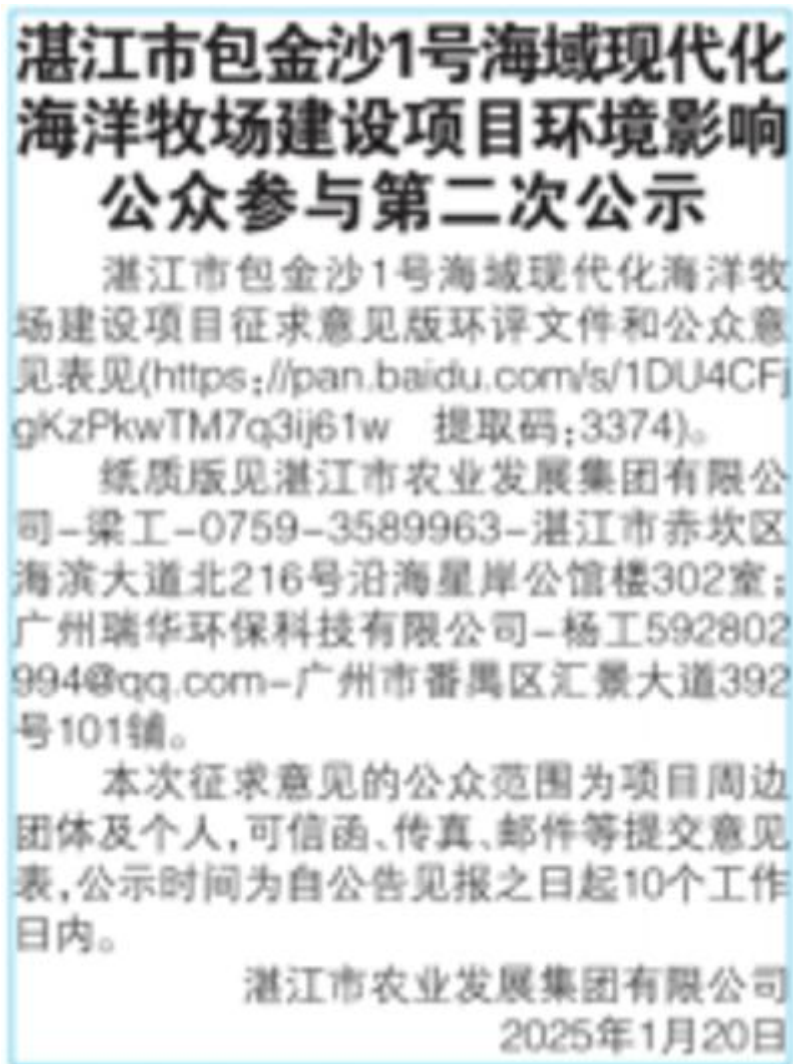 湛江市包金沙1号海域现代化
海洋牧场建设项目环境影响
公众参与第二次公示
湛江市包金沙1号海域现代化海洋牧
场建设项目征求意见版环评文件和公众意
见表见(https://pan.baidu.com/s/1DU4CFj
gKzPkwTM7q3ij61w 提取码:3374)。
纸质版见湛江市农业发展集团有限公
司-梁工-0759-3589963-湛江市赤坎区
海滨大道北216号沿海星岸公馆楼302室;
广州瑞华环保科技有限公司-杨工592802
994@qq.com-广州市番禺区汇景大道392
号101铺。
本次征求意见的公众范围为项目周边
团体及个人,可信函、传真、邮件等提交意见
表,公示时间为自公告见报之日起10个工作
日内。
湛江市农业发展集团有限公司
2025年1月20日